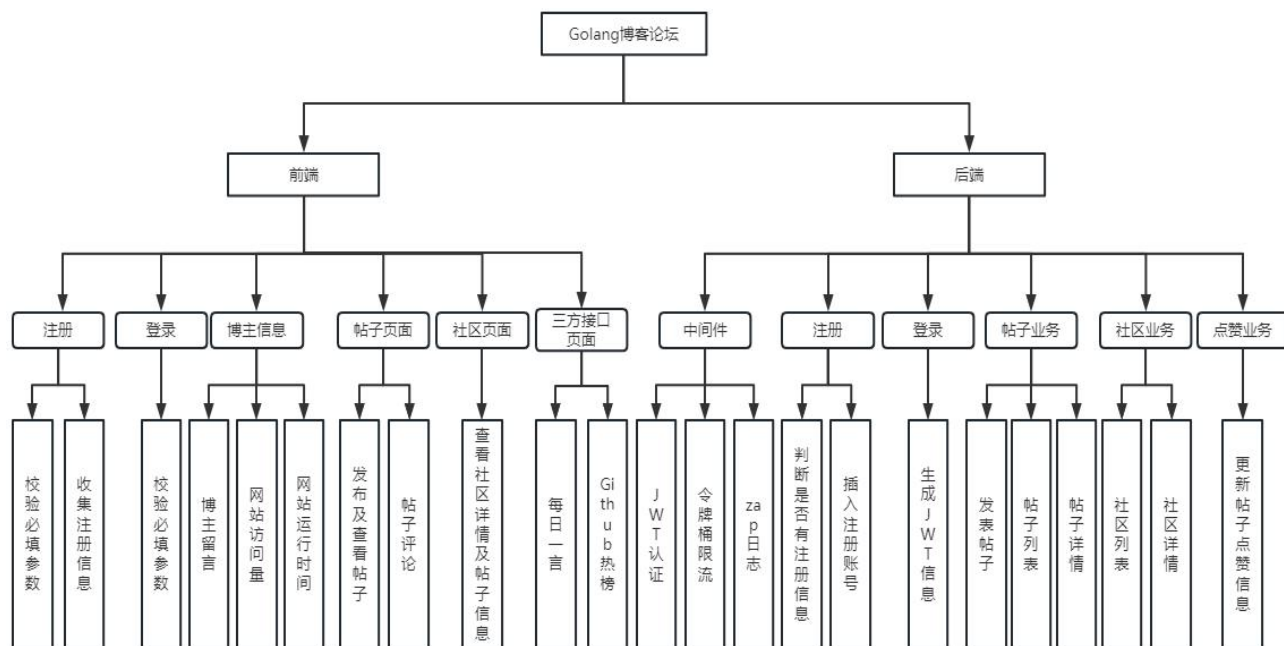 Golang博客论坛
前端
后端
注册
登录
博主信息
帖子页面
社区页面
三方接口
页面
中间件
注册
登录
帖子业务
社区业务
点赞业务
校验必填参数
收集注册信息
校验必填参数
博主留言
网站访问量
网站运行时间
发布及查看帖子
帖子评论
查看社区详情及帖子信息
每日一言
Github热榜
JWT认证
令牌桶限流
zap日志
判断是否有注册信息
插入注册账号
生成JWT信息
发表帖子
帖子列表
帖子详情
社区列表
社区详情
更新帖子点赞信息